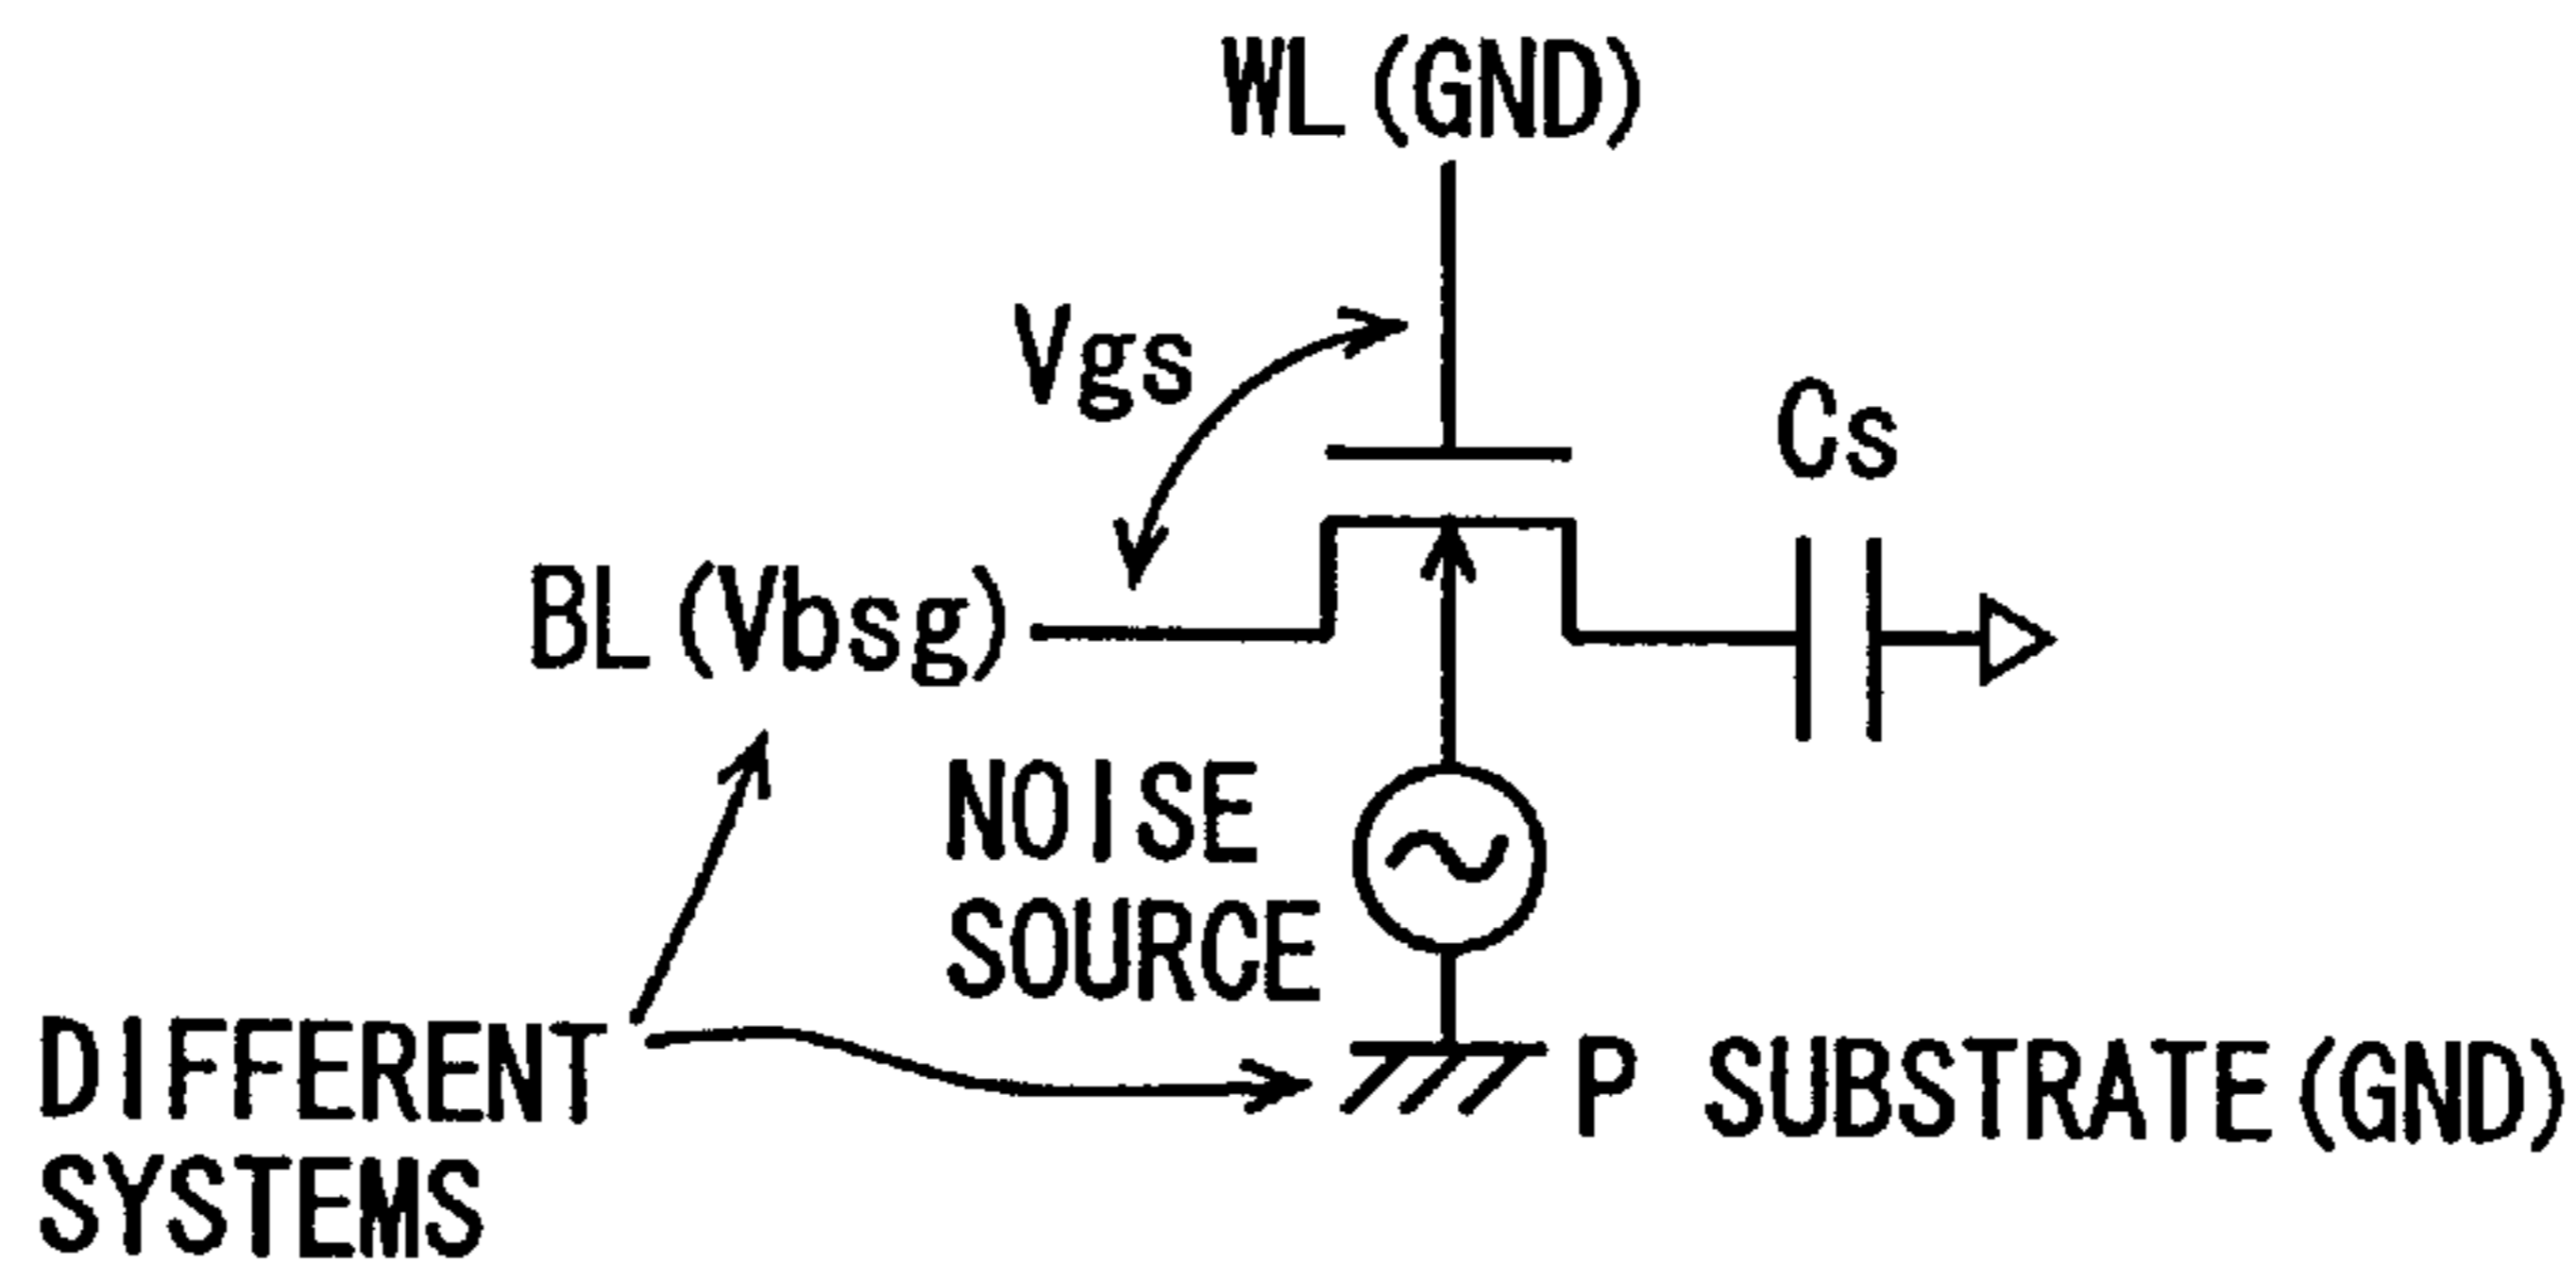 WL(GND)
Vgs
Cs
BL(Vbsg)
NOISE
SOURCE
DIFFERENT
SYSTEMS
P SUBSTRATE(GND)